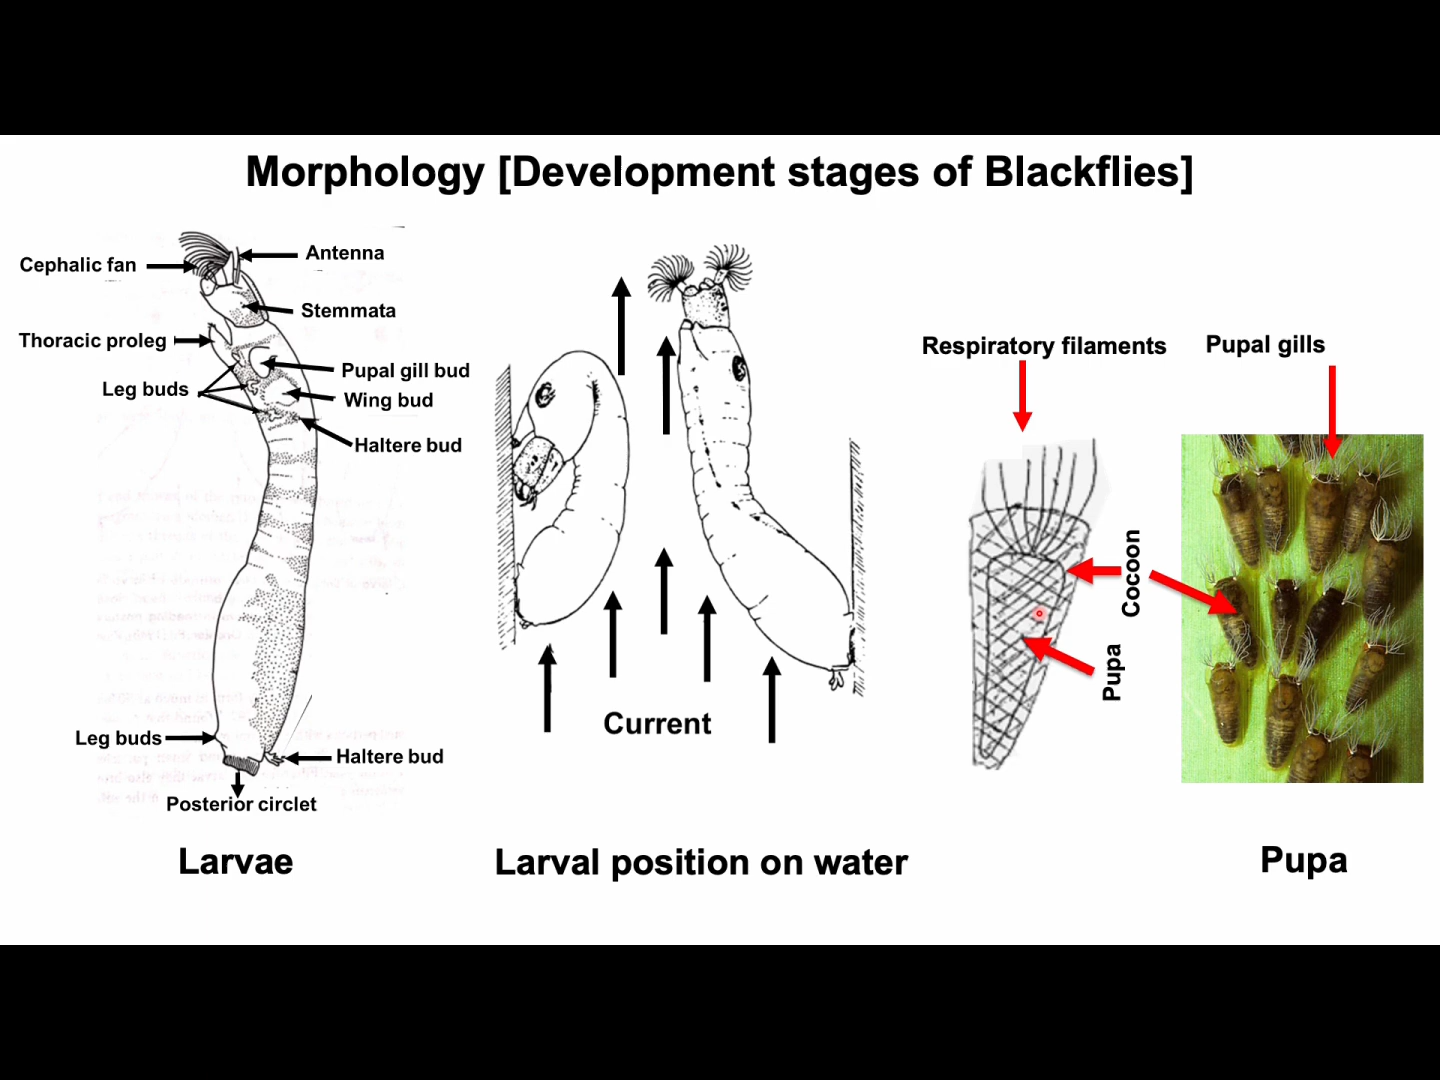 Morphology [Development stages of Blackflies]
Cephalic fan
Antenna
Stemmata
Thoracic proleg
Pupal gill bud
Leg buds
Wing bud
Haltere bud
Leg buds
Haltere bud
Posterior circlet
Larvae
Current
Larval position on water
Respiratory filaments
Pupal gills
Cocoon
Pupa
Pupa